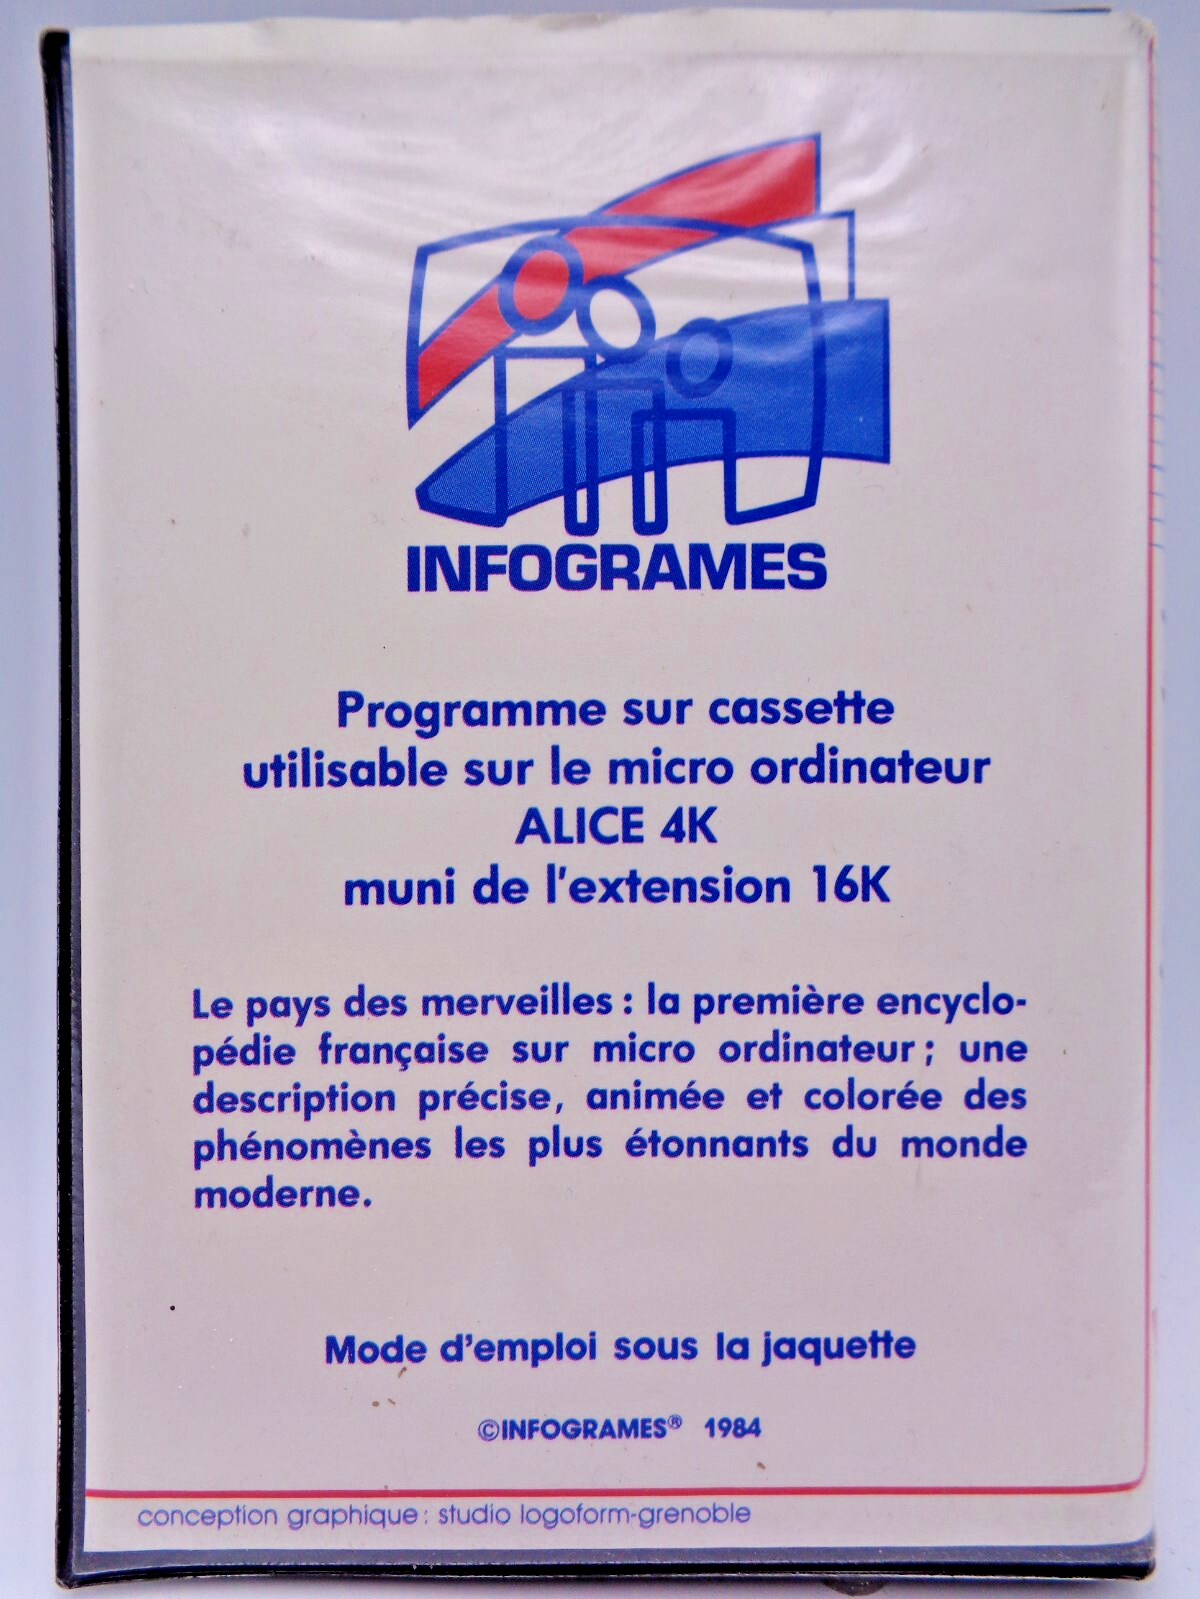 INFOGRAMES
Programme sur cassette
utilisable sur le micro ordinateur
ALICE 4K
muni de l'extension 16K
Le pays des merveilles : la première encyclo-
pédie française sur micro ordinateur ; une
description précise, animée et colorée des
phénomènes les plus étonnants du monde
moderne.
Mode d'emploi sous la jaquette
©INFOGRAMES® 1984
conception graphique : studio logoform-grenoble